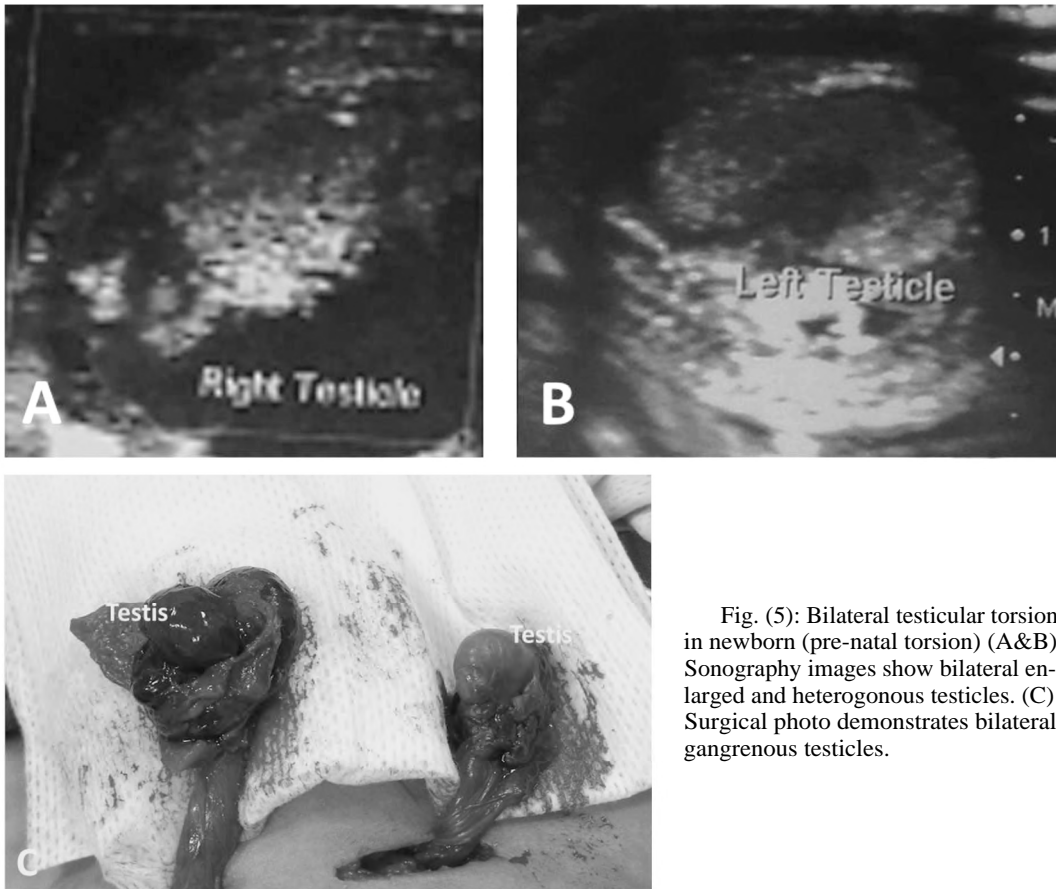 A
Right Testicle
B
Left Testicle
1
M
C
Testis
Testis
Fig. (5): Bilateral testicular torsion
in newborn (pre-natal torsion) (A&B)
Sonography images show bilateral en-
larged and heterogonous testicles. (C)
Surgical photo demonstrates bilateral
gangrenous testicles.